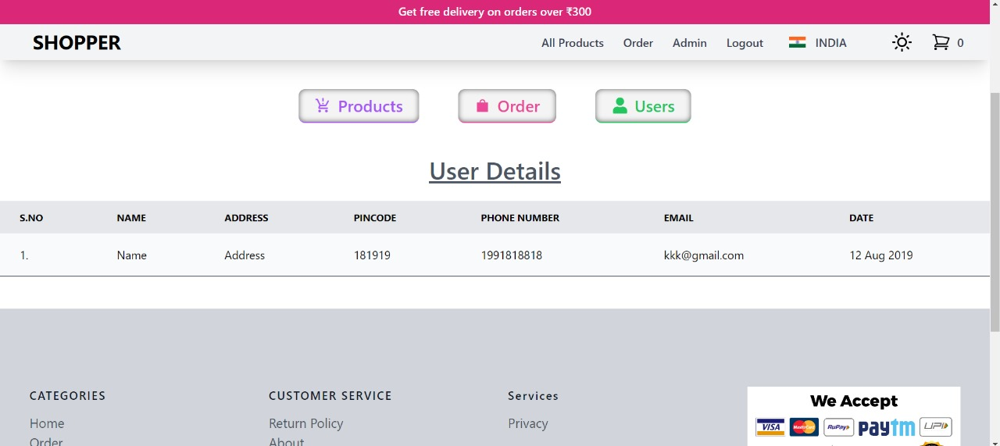 Get free delivery on orders over ₹300
SHOPPER All Products Order Admin Logout INDIA 0
Products Order Users
User Details
S.NO NAME ADDRESS PINCODE PHONE NUMBER EMAIL DATE
1. Name Address 181919 1991818818 kkk@gmail.com 12 Aug 2019
CATEGORIES CUSTOMER SERVICE Services We Accept
Home Return Policy Privacy VISA MasterCard RuPay paytm UPI
Order About